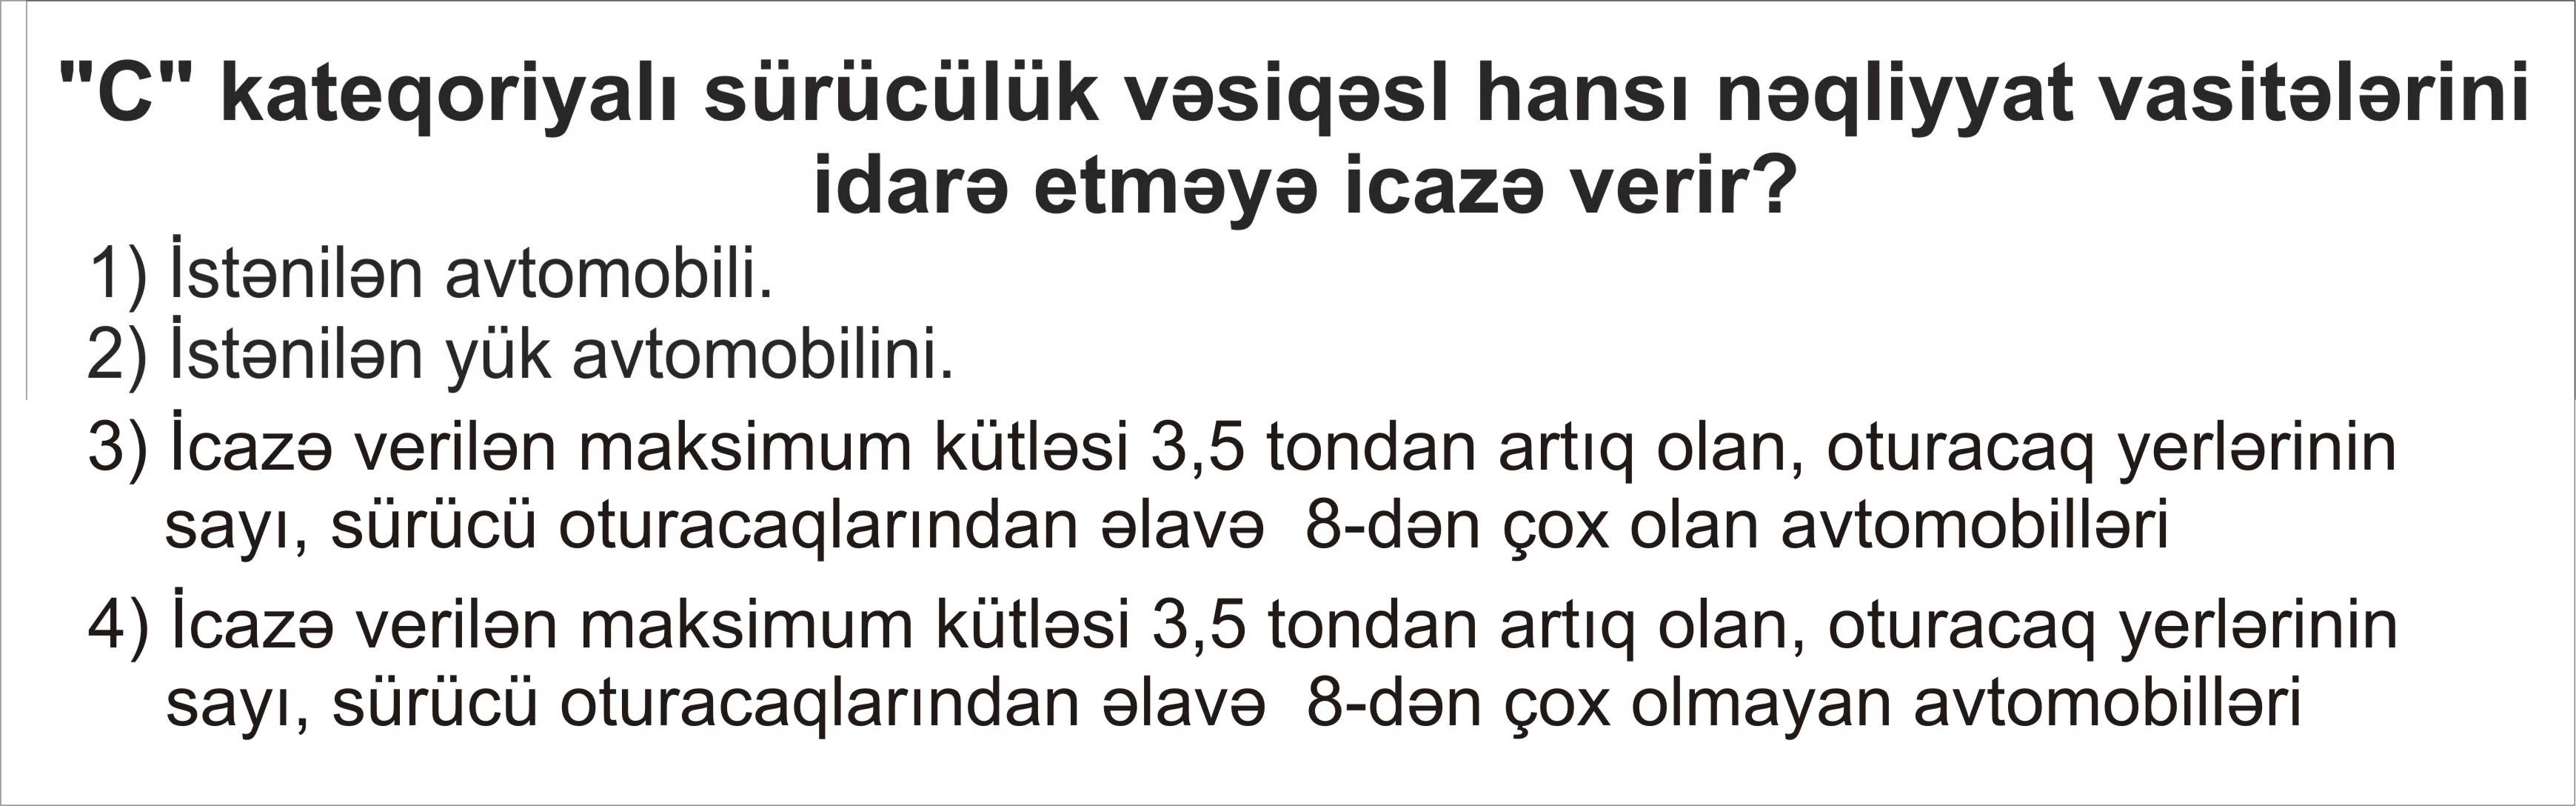 "C" kateqoriyalı sürücülük vəsiqəsl hansı nəqliyyat vasitələrini
idarə etməyə icazə verir?
1) İstənilən avtomobili.
2) İstənilən yük avtomobilini.
3) İcazə verilən maksimum kütləsi 3,5 tondan artıq olan, oturacaq yerlərinin
sayı, sürücü oturacaqlarından əlavə 8-dən çox olan avtomobilləri
4) İcazə verilən maksimum kütləsi 3,5 tondan artıq olan, oturacaq yerlərinin
sayı, sürücü oturacaqlarından əlavə 8-dən çox olmayan avtomobilləri